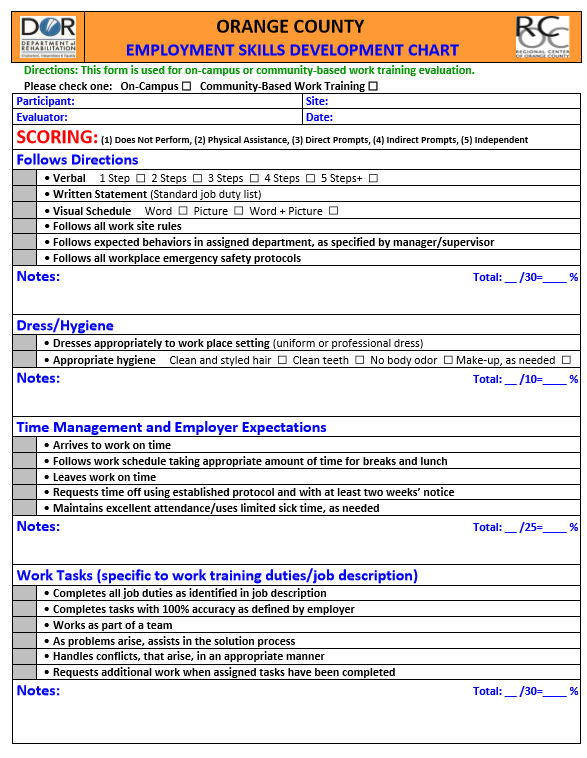 DOR
DEPARTMENT of
REHABILITATION
Employment, Independence & Equality
ORANGE COUNTY
EMPLOYMENT SKILLS DEVELOPMENT CHART
RCOC
REGIONAL CENTER
OF ORANGE COUNTY
Directions: This form is used for on-campus or community-based work training evaluation.
Please check one: On-Campus ☐ Community-Based Work Training ☐
Participant: Site:
Evaluator: Date:
SCORING: (1) Does Not Perform, (2) Physical Assistance, (3) Direct Prompts, (4) Indirect Prompts, (5) Independent
Follows Directions
• Verbal 1 Step ☐ 2 Steps ☐ 3 Steps ☐ 4 Steps ☐ 5 Steps+ ☐
• Written Statement (Standard job duty list)
• Visual Schedule Word ☐ Picture ☐ Word + Picture ☐
• Follows all work site rules
• Follows expected behaviors in assigned department, as specified by manager/supervisor
• Follows all workplace emergency safety protocols
Notes: Total: __ /30=____ %
Dress/Hygiene
• Dresses appropriately to work place setting (uniform or professional dress)
• Appropriate hygiene Clean and styled hair ☐ Clean teeth ☐ No body odor ☐ Make-up, as needed ☐
Notes: Total: __ /10=____ %
Time Management and Employer Expectations
• Arrives to work on time
• Follows work schedule taking appropriate amount of time for breaks and lunch
• Leaves work on time
• Requests time off using established protocol and with at least two weeks’ notice
• Maintains excellent attendance/uses limited sick time, as needed
Notes: Total: __ /25=____ %
Work Tasks (specific to work training duties/job description)
• Completes all job duties as identified in job description
• Completes tasks with 100% accuracy as defined by employer
• Works as part of a team
• As problems arise, assists in the solution process
• Handles conflicts, that arise, in an appropriate manner
• Requests additional work when assigned tasks have been completed
Notes: Total: __ /30=____ %